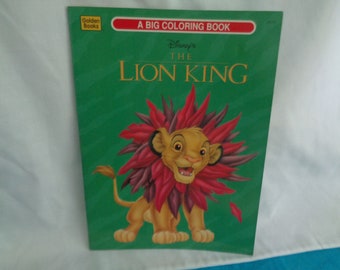 Golden
Books
A BIG COLORING BOOK
Disney's
THE
LION KING